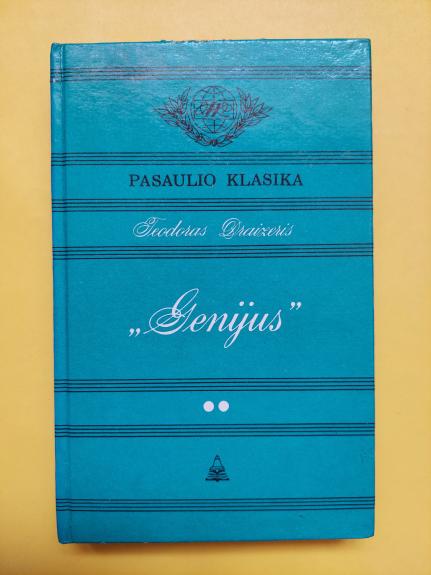 PASAULIO KLASIKA
Teodoras Draizeris
„Genijus”